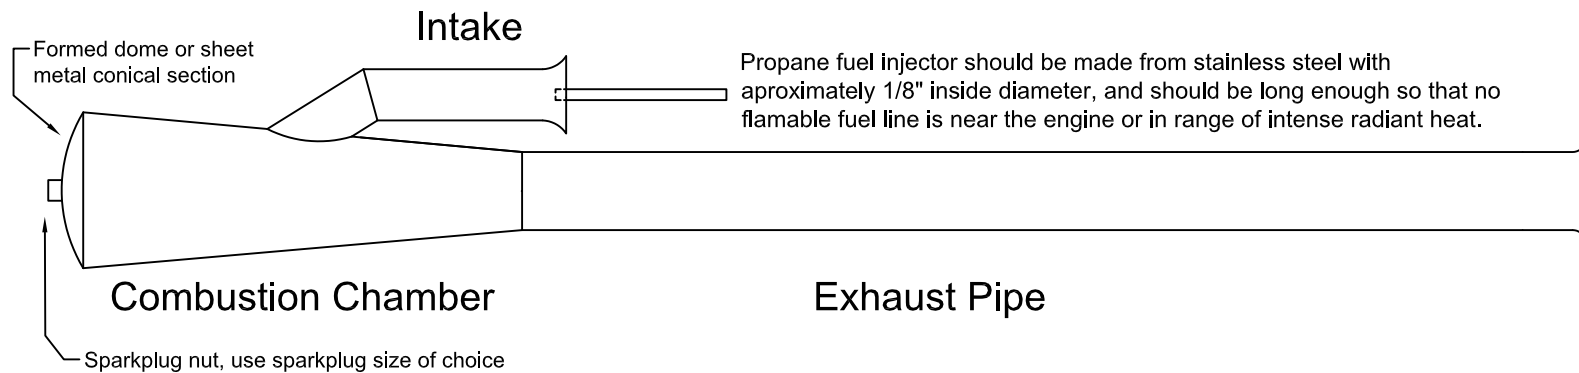 Intake
Formed dome or sheet
metal conical section
Propane fuel injector should be made from stainless steel with
aproximately 1/8" inside diameter, and should be long enough so that no
flamable fuel line is near the engine or in range of intense radiant heat.
Combustion Chamber
Exhaust Pipe
Sparkplug nut, use sparkplug size of choice